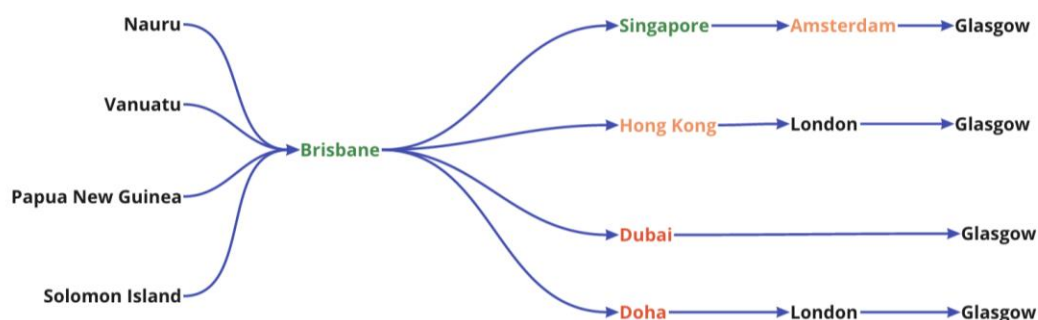 Nauru
Singapore Amsterdam Glasgow
Vanuatu
Hong Kong London Glasgow
Brisbane
Papua New Guinea
Dubai Glasgow
Solomon Island
Doha London Glasgow